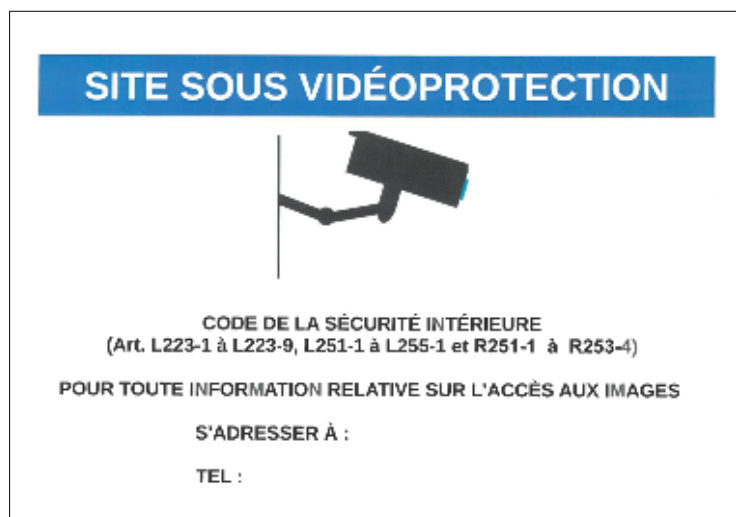 SITE SOUS VIDÉOPROTECTION
CODE DE LA SÉCURITÉ INTÉRIEURE
(Art. L223-1 à L223-9, L251-1 à L255-1 et R251-1 à R253-4)
POUR TOUTE INFORMATION RELATIVE SUR L'ACCÈS AUX IMAGES
S'ADRESSER À :
TEL :